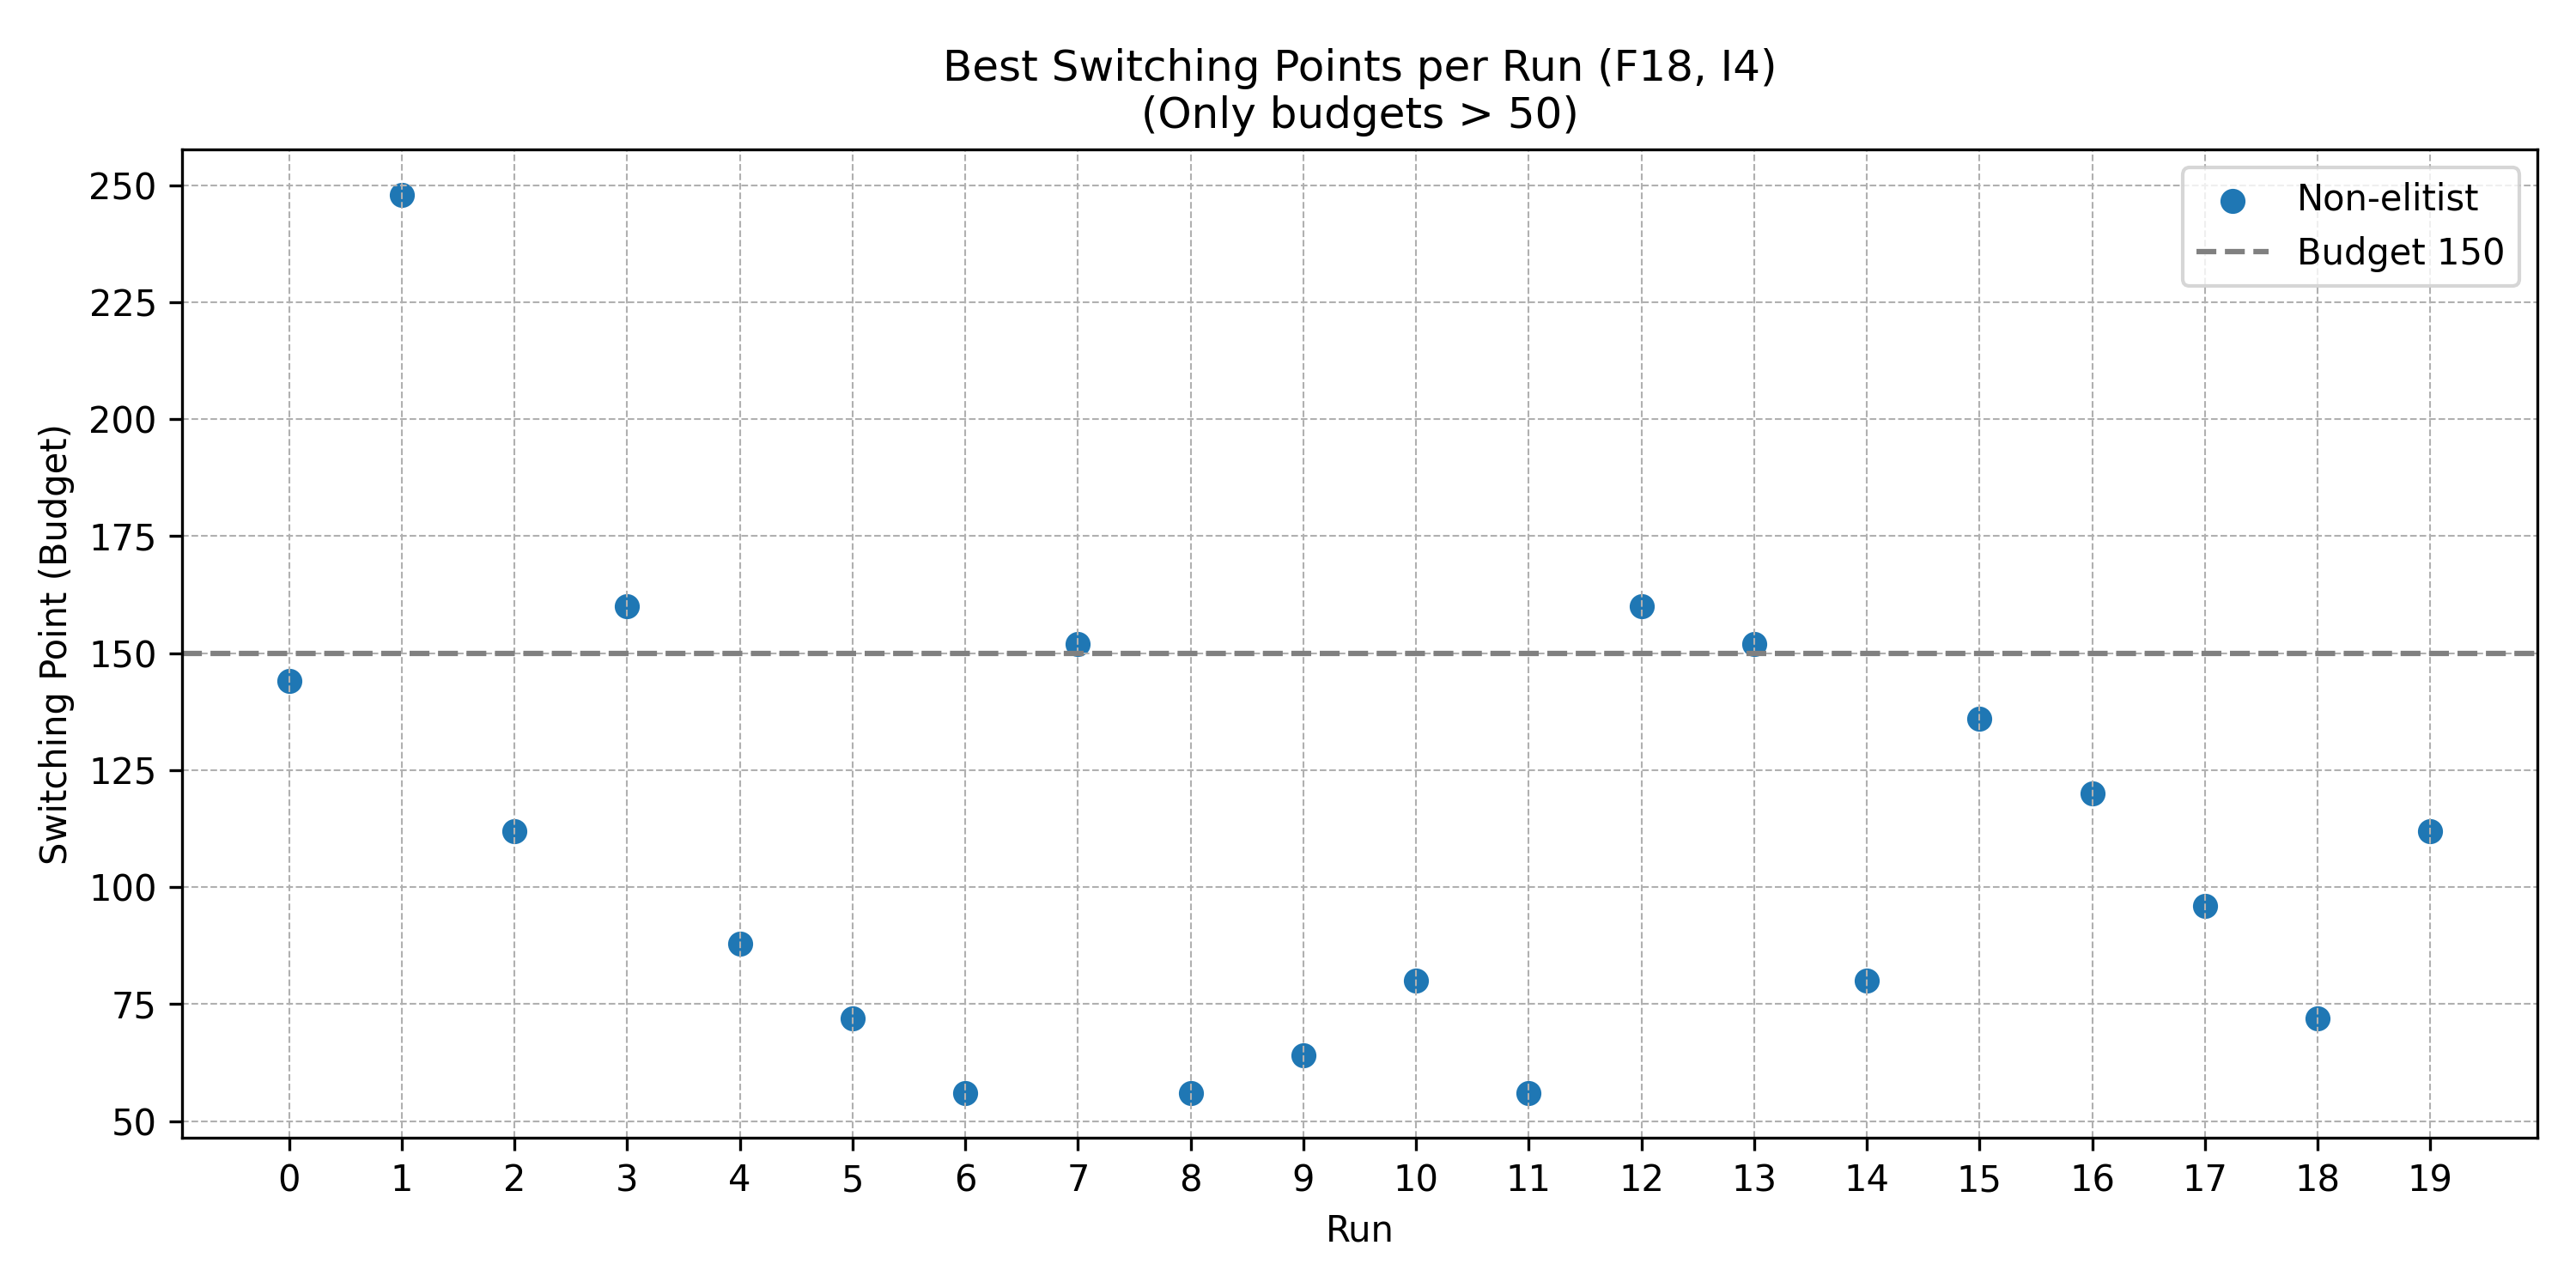 Best Switching Points per Run (F18, I4)
(Only budgets > 50)
Non-elitist
Budget 150
Switching Point (Budget)
250
225
200
175
150
125
100
75
50
0 1 2 3 4 5 6 7 8 9 10 11 12 13 14 15 16 17 18 19
Run